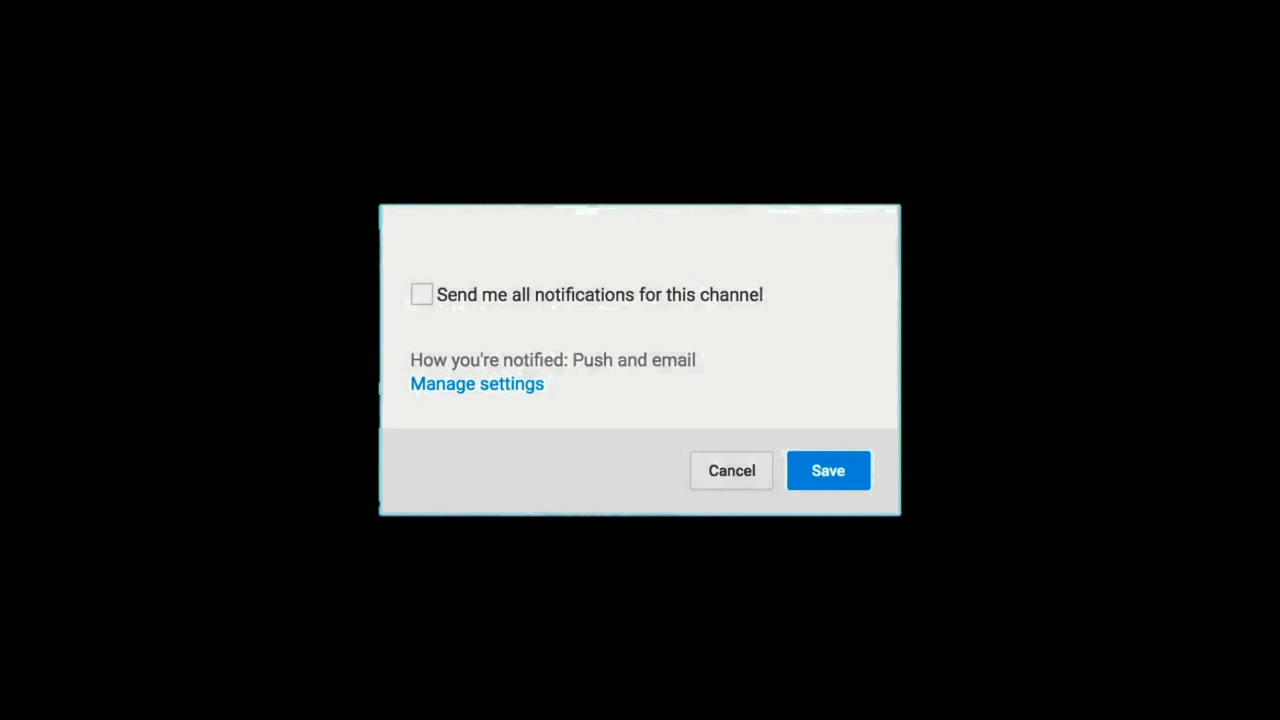 Send me all notifications for this channel
How you're notified: Push and email
Manage settings
Cancel
Save